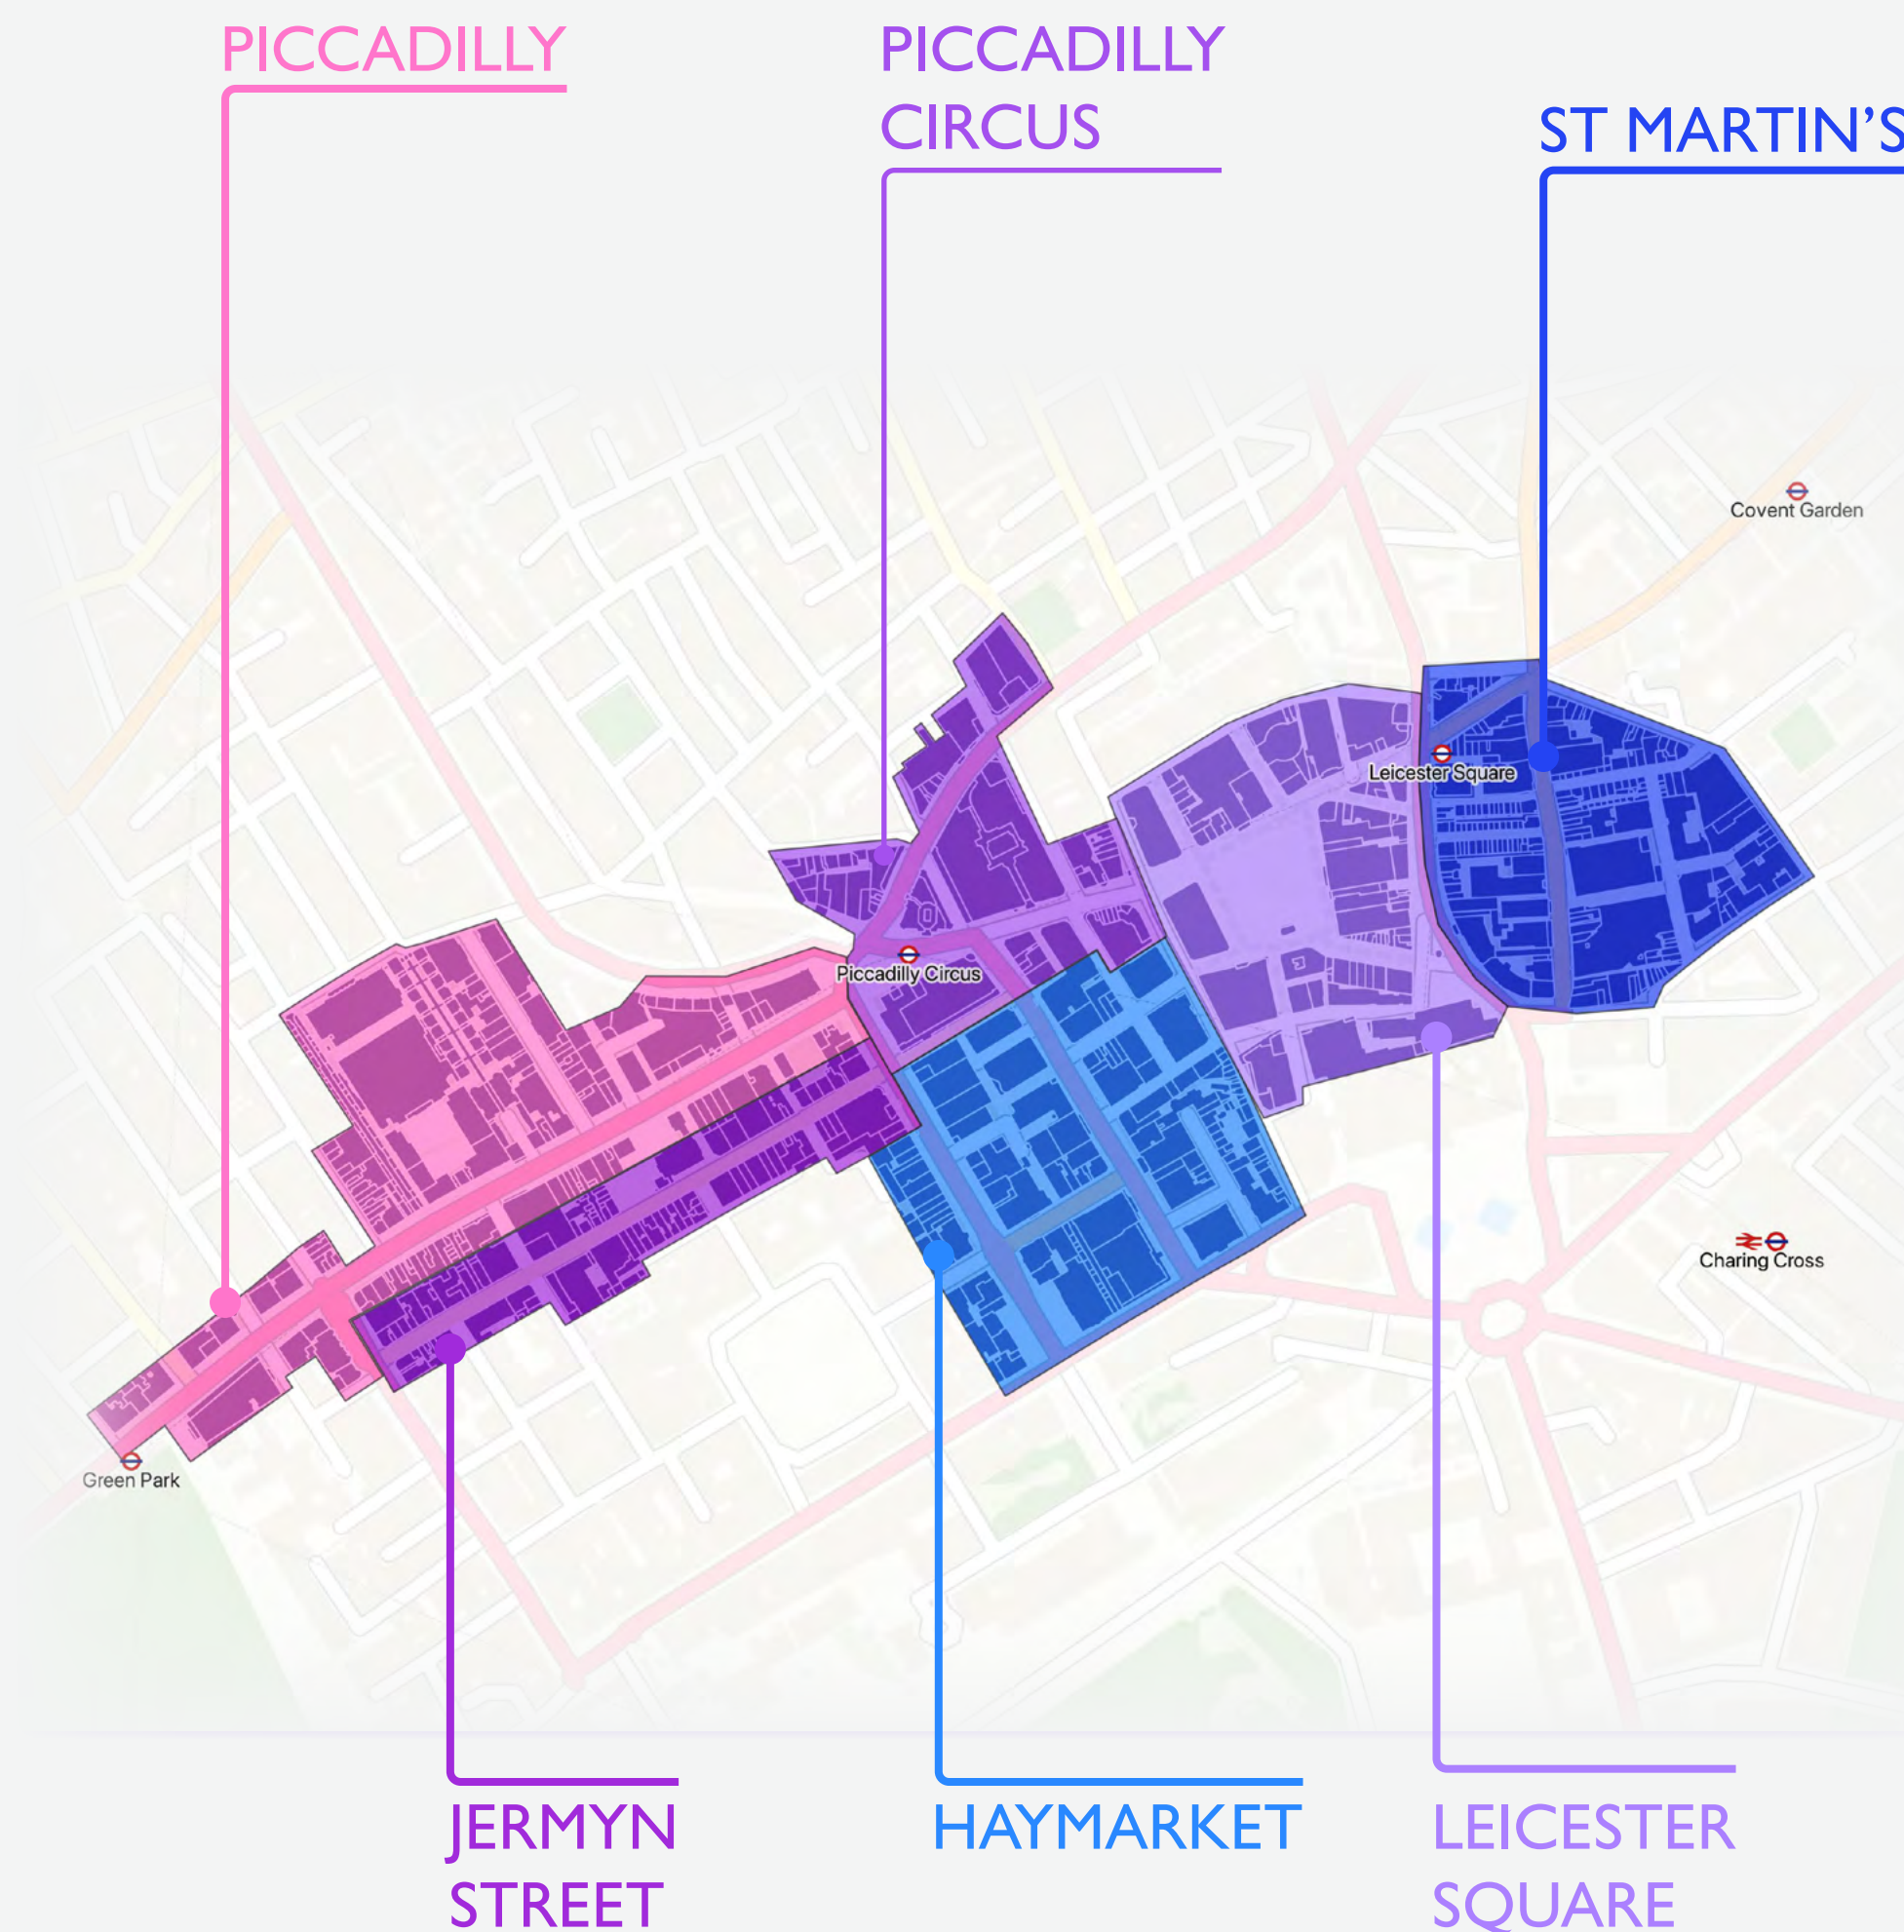 PICCADILLY
PICCADILLY
CIRCUS
ST MARTIN’S
Covent Garden
Leicester Square
Piccadilly Circus
Charing Cross
Green Park
JERMYN
STREET
HAYMARKET
LEICESTER
SQUARE